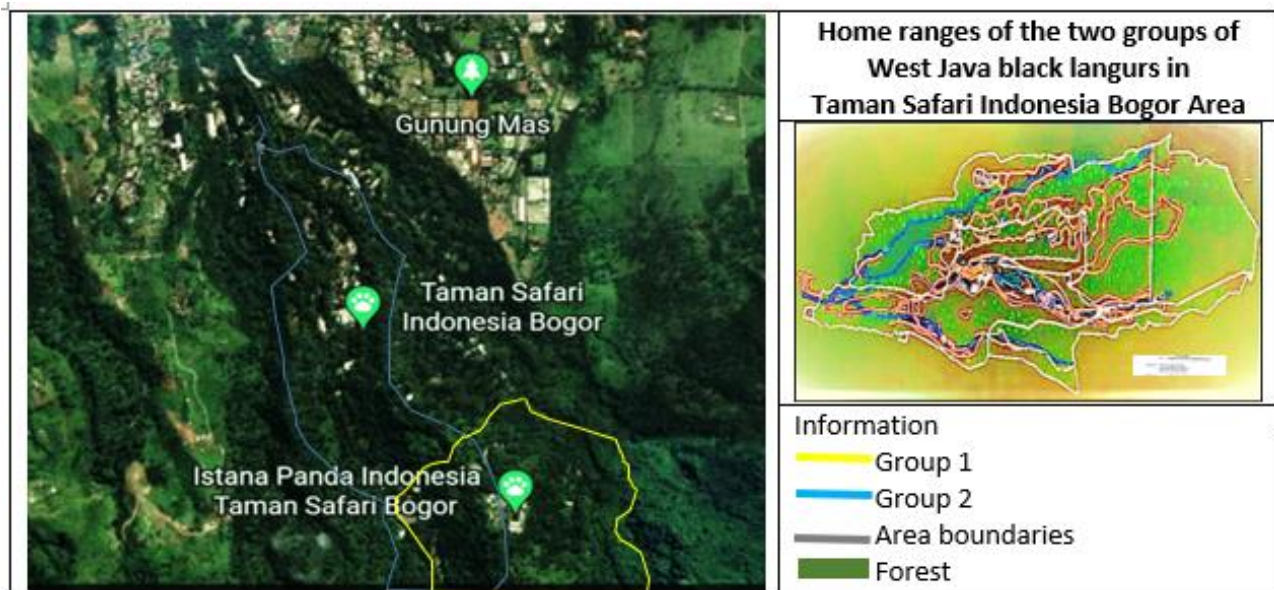 Gunung Mas
Taman Safari
Indonesia Bogor
Istana Panda Indonesia
Taman Safari Bogor
Home ranges of the two groups of
West Java black langurs in
Taman Safari Indonesia Bogor Area
Information
Group 1
Group 2
Area boundaries
Forest